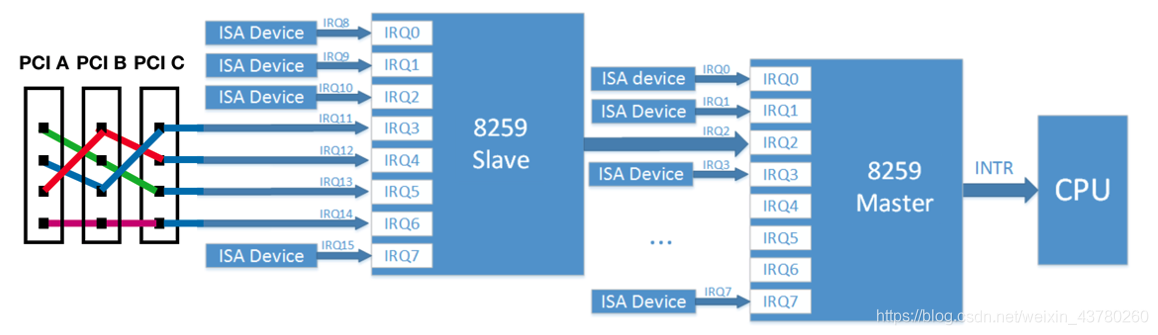 PCI A PCI B PCI C
ISA Device
IRQ8
ISA Device
IRQ9
ISA Device
IRQ10
IRQ11
IRQ12
IRQ13
IRQ14
ISA Device
IRQ15
IRQ0
IRQ1
IRQ2
IRQ3
IRQ4
IRQ5
IRQ6
IRQ7
8259
Slave
ISA device
IRQ0
ISA Device
IRQ1
IRQ2
ISA Device
IRQ3
...
ISA Device
IRQ7
IRQ0
IRQ1
IRQ2
IRQ3
IRQ4
IRQ5
IRQ6
IRQ7
8259
Master
INTR
CPU
https://blog.csdn.net/weixin_43780260